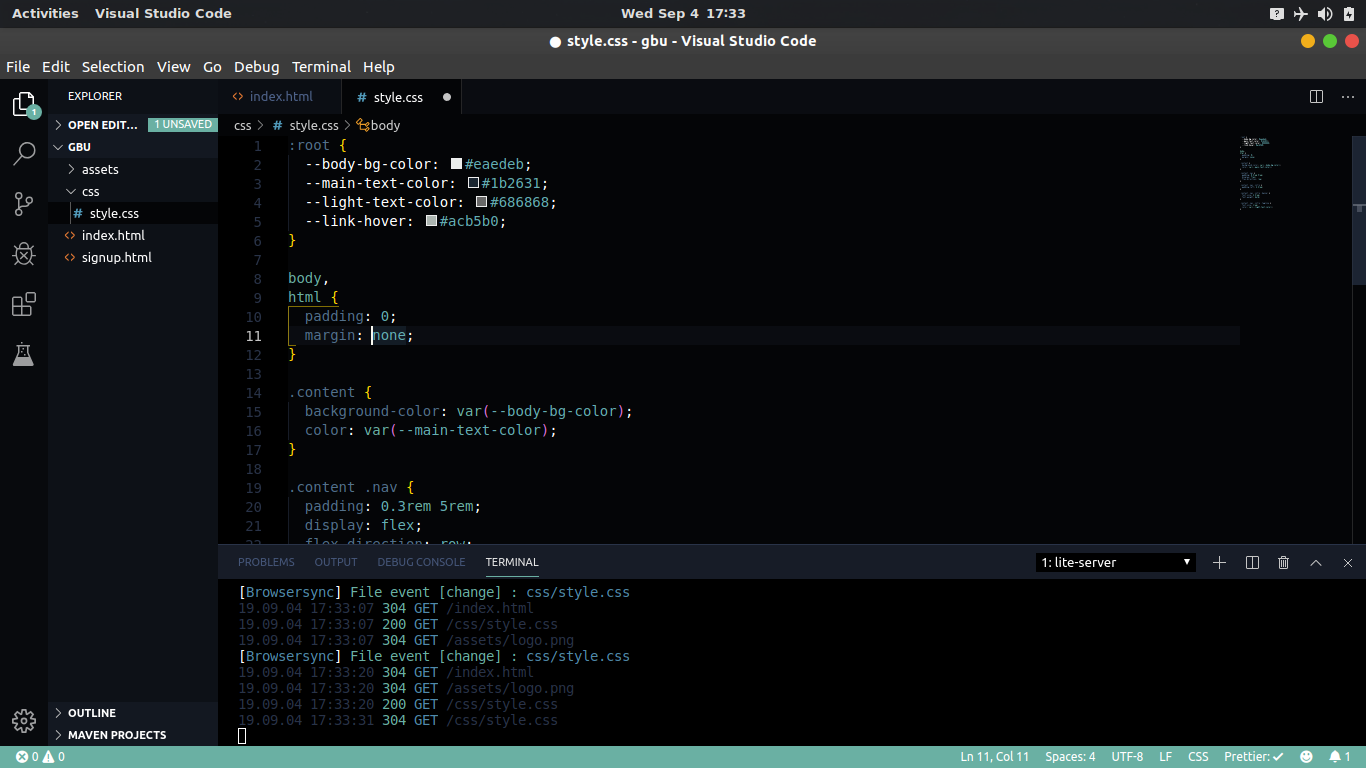 Activities Visual Studio Code Wed Sep 4 17:33
● style.css - gbu - Visual Studio Code
File Edit Selection View Go Debug Terminal Help
1
EXPLORER
OPEN EDIT... 1 UNSAVED
GBU
assets
css
# style.css
<> index.html
<> signup.html
OUTLINE
MAVEN PROJECTS
<> index.html # style.css ●
css > # style.css > body
1 :root {
2 --body-bg-color: #eaedeb;
3 --main-text-color: #1b2631;
4 --light-text-color: #686868;
5 --link-hover: #acb5b0;
6 }
7
8 body,
9 html {
10 padding: 0;
11 margin: none;
12 }
13
14 .content {
15 background-color: var(--body-bg-color);
16 color: var(--main-text-color);
17 }
18
19 .content .nav {
20 padding: 0.3rem 5rem;
21 display: flex;
22 flex-direction: row;
PROBLEMS OUTPUT DEBUG CONSOLE TERMINAL 1: lite-server
[Browsersync] File event [change] : css/style.css
19.09.04 17:33:07 304 GET /index.html
19.09.04 17:33:07 200 GET /css/style.css
19.09.04 17:33:07 304 GET /assets/logo.png
[Browsersync] File event [change] : css/style.css
19.09.04 17:33:20 304 GET /index.html
19.09.04 17:33:20 304 GET /assets/logo.png
19.09.04 17:33:20 200 GET /css/style.css
19.09.04 17:33:31 304 GET /css/style.css
0 0 Ln 11, Col 11 Spaces: 4 UTF-8 LF CSS Prettier: ✓ 1